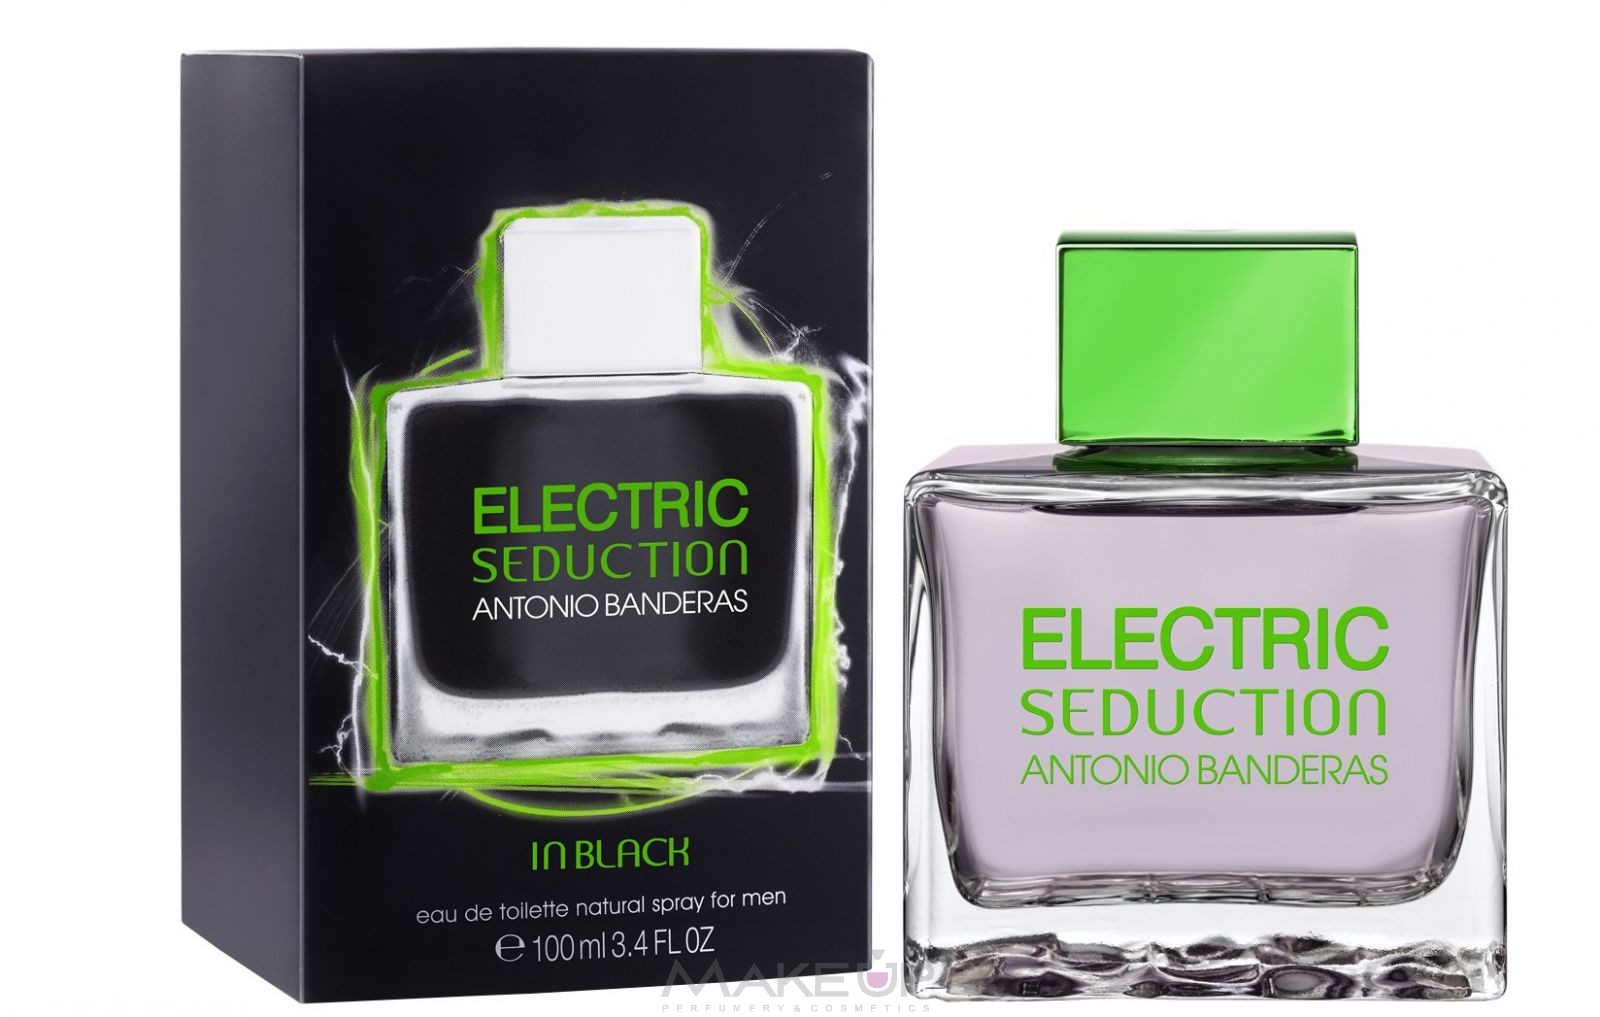 ELECTRIC
SEDUCTION
ANTONIO BANDERAS
IN BLACK
eau de toilette natural spray for men
℮ 100 ml 3.4 FL OZ
ELECTRIC
SEDUCTION
ANTONIO BANDERAS
MAKEUP
PERFUMERY & COSMETICS